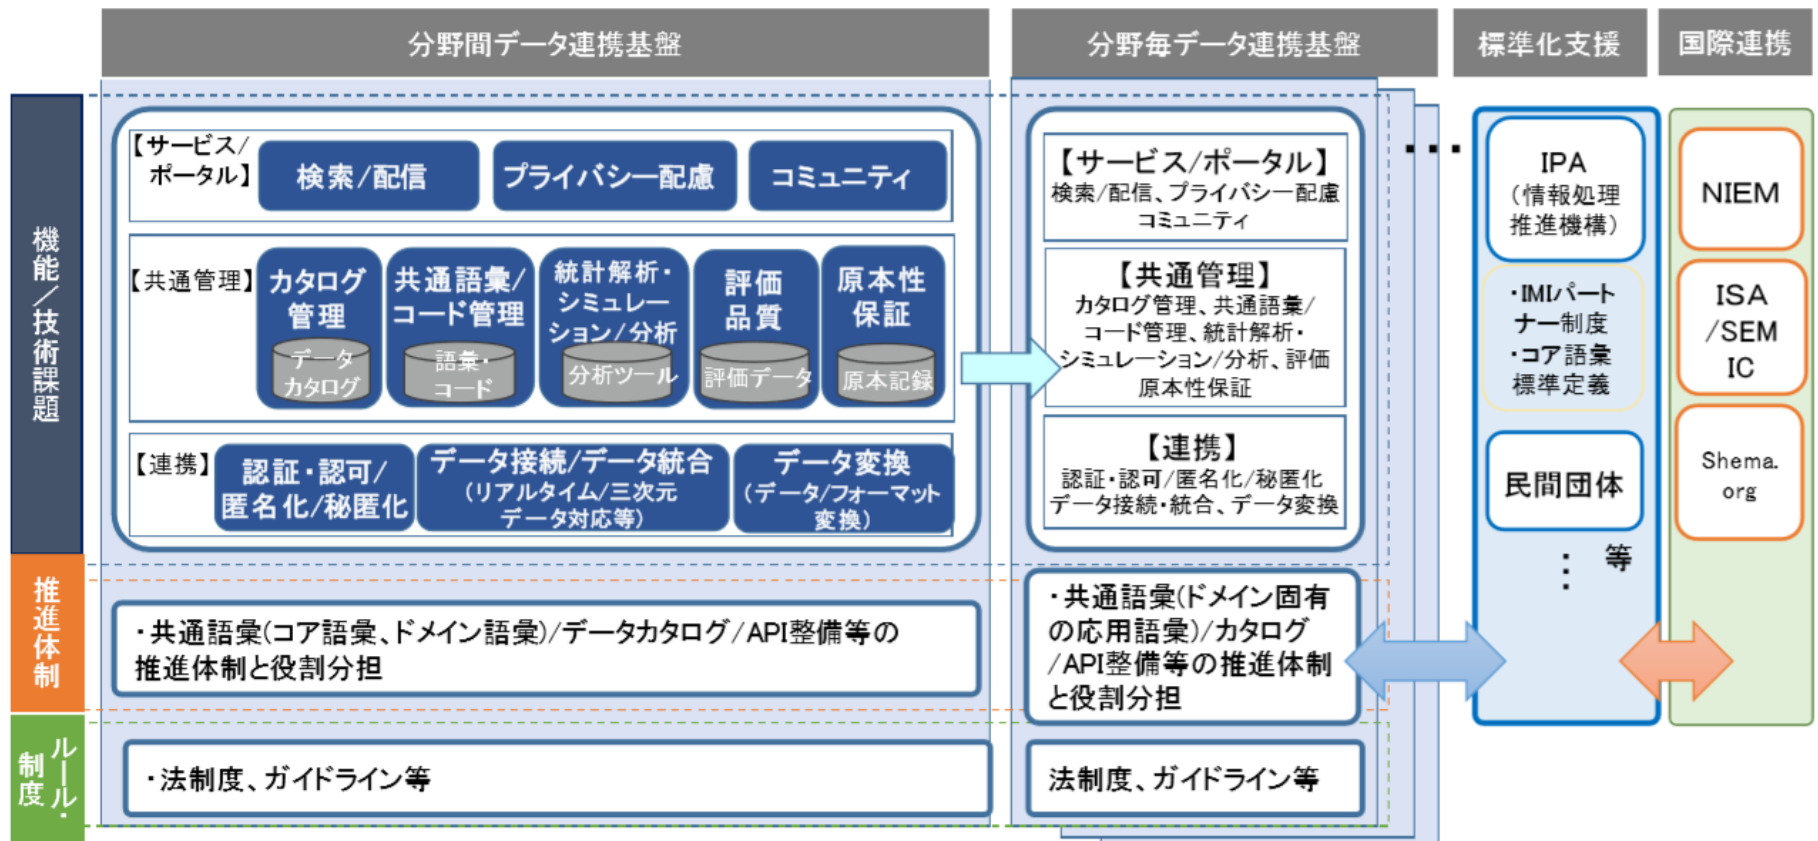 分野間データ連携基盤
分野毎データ連携基盤
標準化支援
国際連携
機能/技術課題
【サービス/
ポータル】
検索/配信
プライバシー配慮
コミュニティ
【共通管理】
カタログ
管理
データ
カタログ
共通語彙/
コード管理
語彙・
コード
統計解析・
シミュレー
ション/分析
分析ツール
評価
品質
評価データ
原本性
保証
原本記録
【連携】
認証・認可/
匿名化/秘匿化
データ接続/データ統合
(リアルタイム/三次元
データ対応等)
データ変換
(データ/フォーマット
変換)
【サービス/ポータル】
検索/配信、プライバシー配慮
コミュニティ
【共通管理】
カタログ管理、共通語彙/
コード管理、統計解析・
シミュレーション/分析、評価
原本性保証
【連携】
認証・認可/匿名化/秘匿化
データ接続・統合、データ変換
・・・
IPA
(情報処理
推進機構)
・IMIパート
ナー制度
・コア語彙
標準定義
民間団体
⋮ 等
NIEM
ISA
/SEM
IC
Shema.
org
推進体制
・共通語彙(コア語彙、ドメイン語彙)/データカタログ/API整備等の
推進体制と役割分担
・共通語彙(ドメイン固有
の応用語彙)/カタログ
/API整備等の推進体制
と役割分担
ルール・
制度
・法制度、ガイドライン等
法制度、ガイドライン等